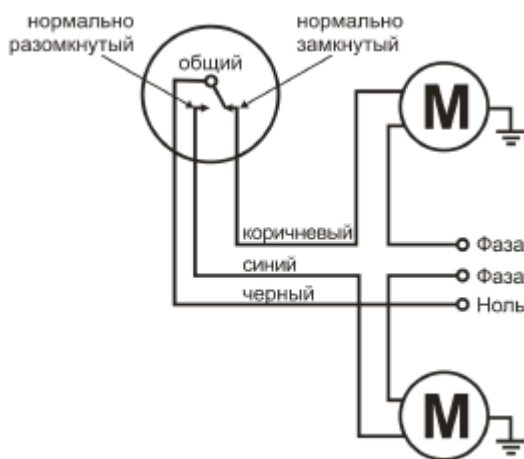 нормально
разомкнутый
нормально
замкнутый
общий
М
коричневый
Фаза
синий
Фаза
черный
Ноль
М